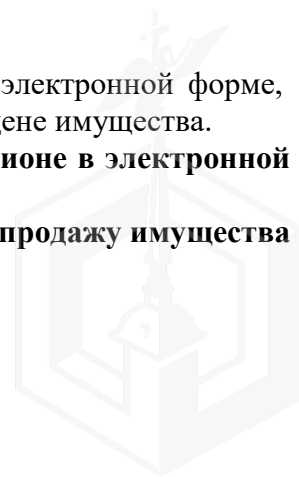 электронной форме,
цене имущества.
ионе в электронной
продажу имущества